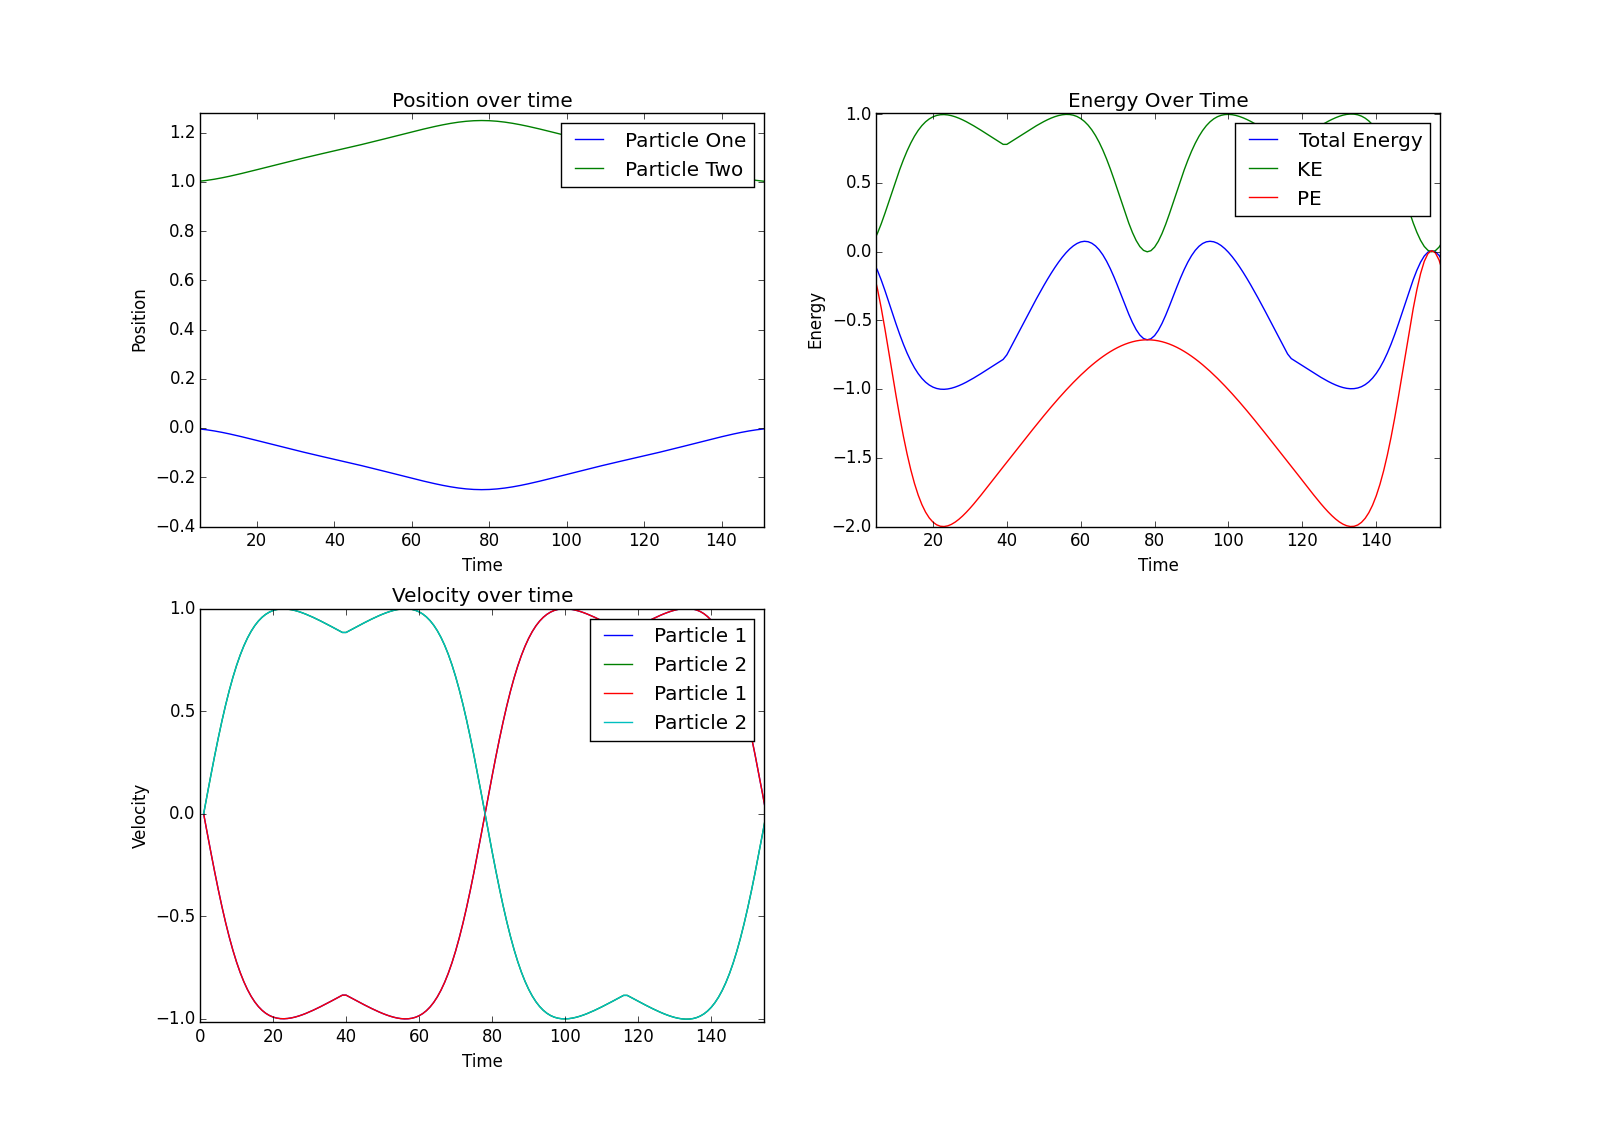 Position over time
1.2
1.0
0.8
0.6
0.4
0.2
0.0
−0.2
−0.4
Position
20 40 60 80 100 120 140
Time
Particle One
Particle Two
Energy Over Time
1.0
0.5
0.0
−0.5
−1.0
−1.5
−2.0
Energy
20 40 60 80 100 120 140
Time
Total Energy
KE
PE
Velocity over time
1.0
0.5
0.0
−0.5
−1.0
Velocity
0 20 40 60 80 100 120 140
Time
Particle 1
Particle 2
Particle 1
Particle 2